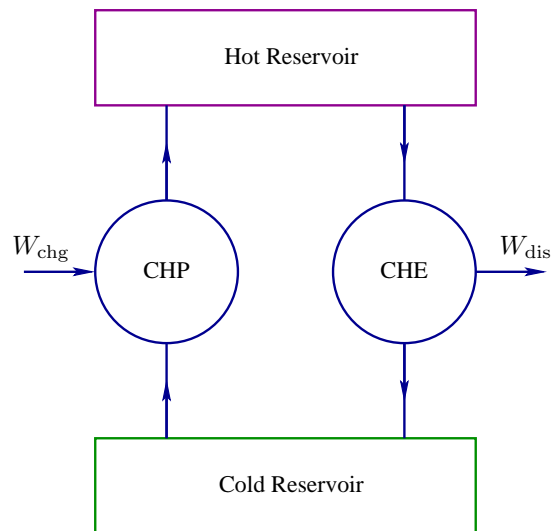 Hot Reservoir
W_chg
CHP
CHE
W_dis
Cold Reservoir